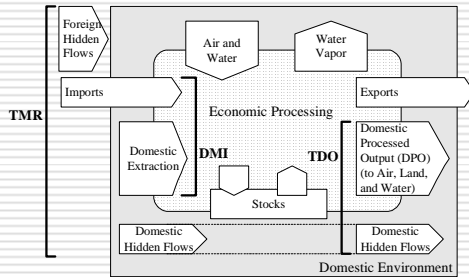 Foreign
Hidden
Flows
Air and
Water
Water
Vapor
Imports
Exports
Economic Processing
TMR
Domestic
Extraction
DMI
TDO
Domestic
Processed
Output (DPO)
(to Air, Land,
and Water)
Stocks
Domestic
Hidden Flows
Domestic
Hidden Flows
Domestic Environment